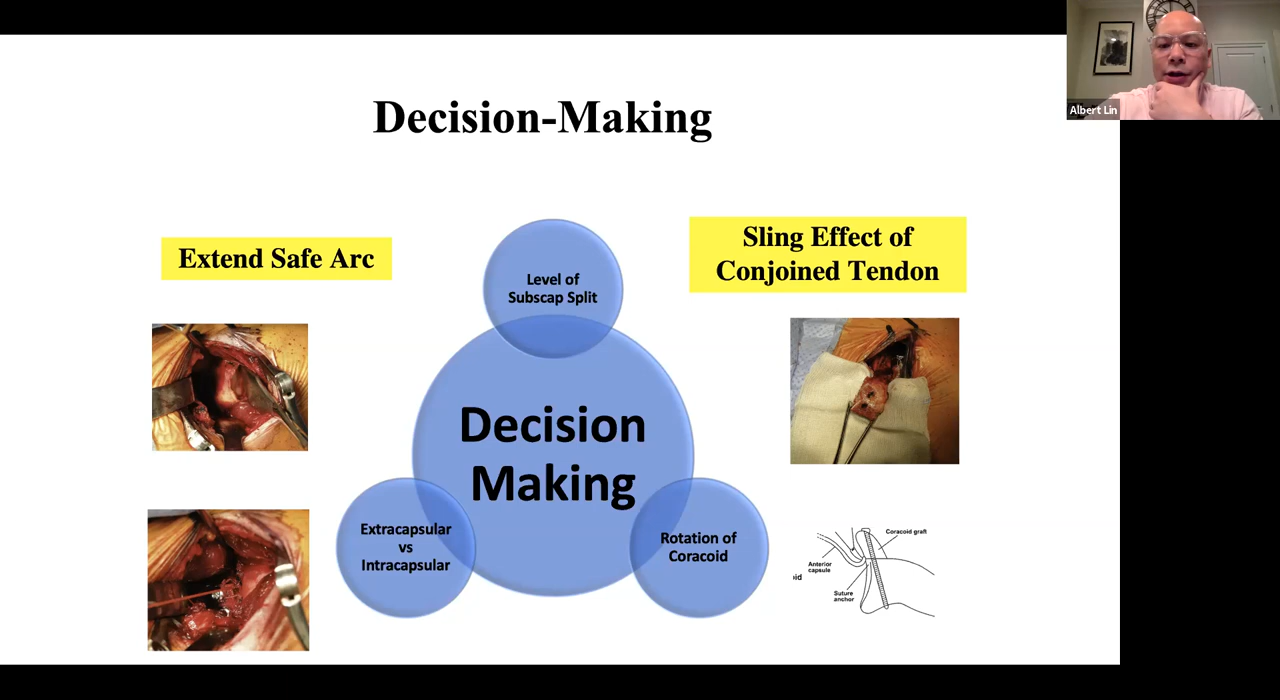 Albert Lin
Decision-Making
Extend Safe Arc
Sling Effect of
Conjoined Tendon
Level of
Subscap Split
Decision
Making
Extracapsular
vs
Intracapsular
Rotation of
Coracoid
Coracoid graft
Anterior
capsule
id
Suture
anchor